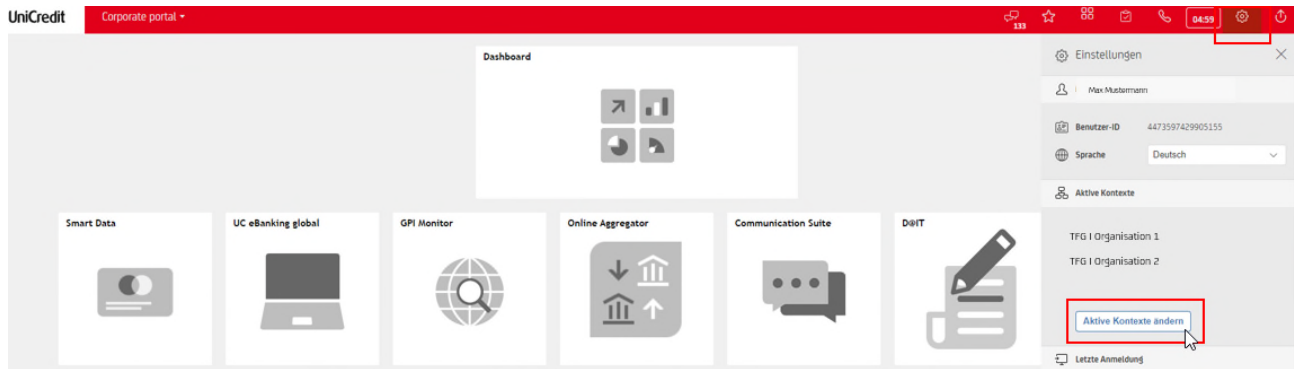 UniCredit
Corporate portal
133
04:59
Dashboard
Smart Data
UC eBanking global
GPI Monitor
Online Aggregator
Communication Suite
D@IT
Einstellungen
Max Mustermann
Benutzer-ID 4473597429905155
Sprache Deutsch
Aktive Kontexte
TFG I Organisation 1
TFG I Organisation 2
Aktive Kontexte ändern
Letzte Anmeldung